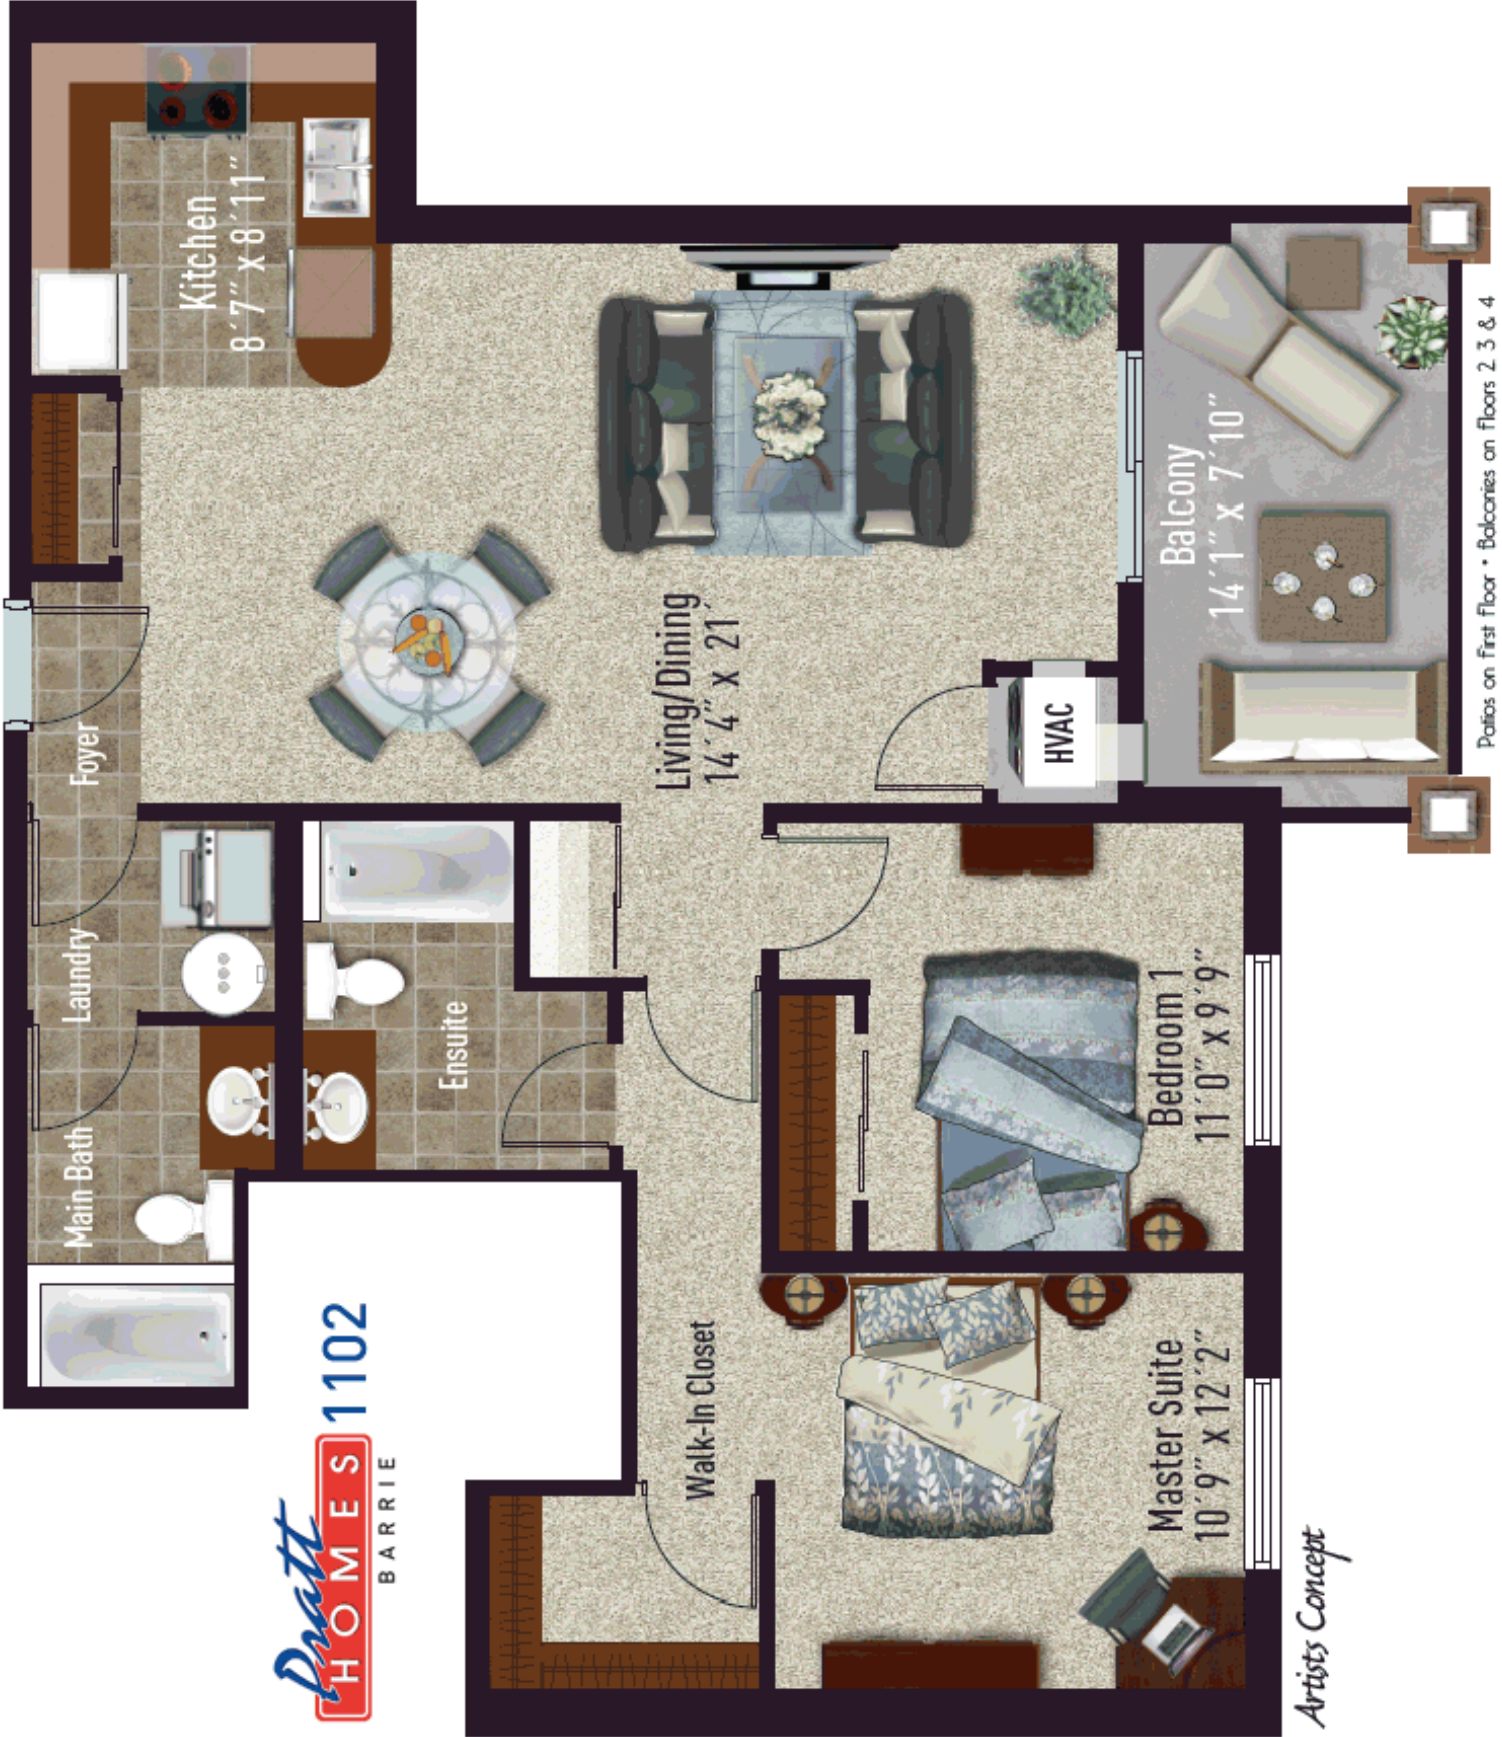 Kitchen
8'7" x 8'11"
Foyer
Laundry
Main Bath
Ensuite
Living/Dining
14'4" x 21'
HVAC
Balcony
14'1" x 7'10"
Bedroom 1
11'0" x 9'9"
Walk-In Closet
Master Suite
10'9" x 12'2"
Pratt
HOMES 1102
BARRIE
Artists Concept
Patios on first floor • Balconies on floors 2 3 & 4